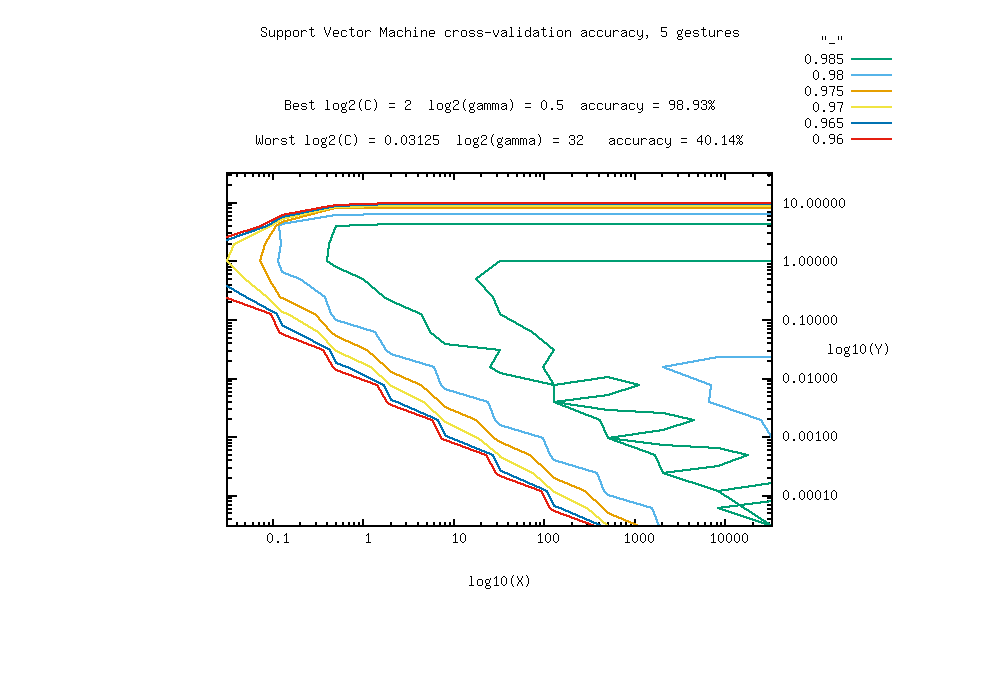 Support Vector Machine cross-validation accuracy, 5 gestures
"_"
0.985
0.98
0.975
0.97
0.965
0.96
Best log2(C) = 2  log2(gamma) = 0.5  accuracy = 98.93%
Worst log2(C) = 0.03125  log2(gamma) = 32   accuracy = 40.14%
10.00000
1.00000
0.10000
log10(Y)
0.01000
0.00100
0.00010
0.1 1 10 100 1000 10000
log10(X)